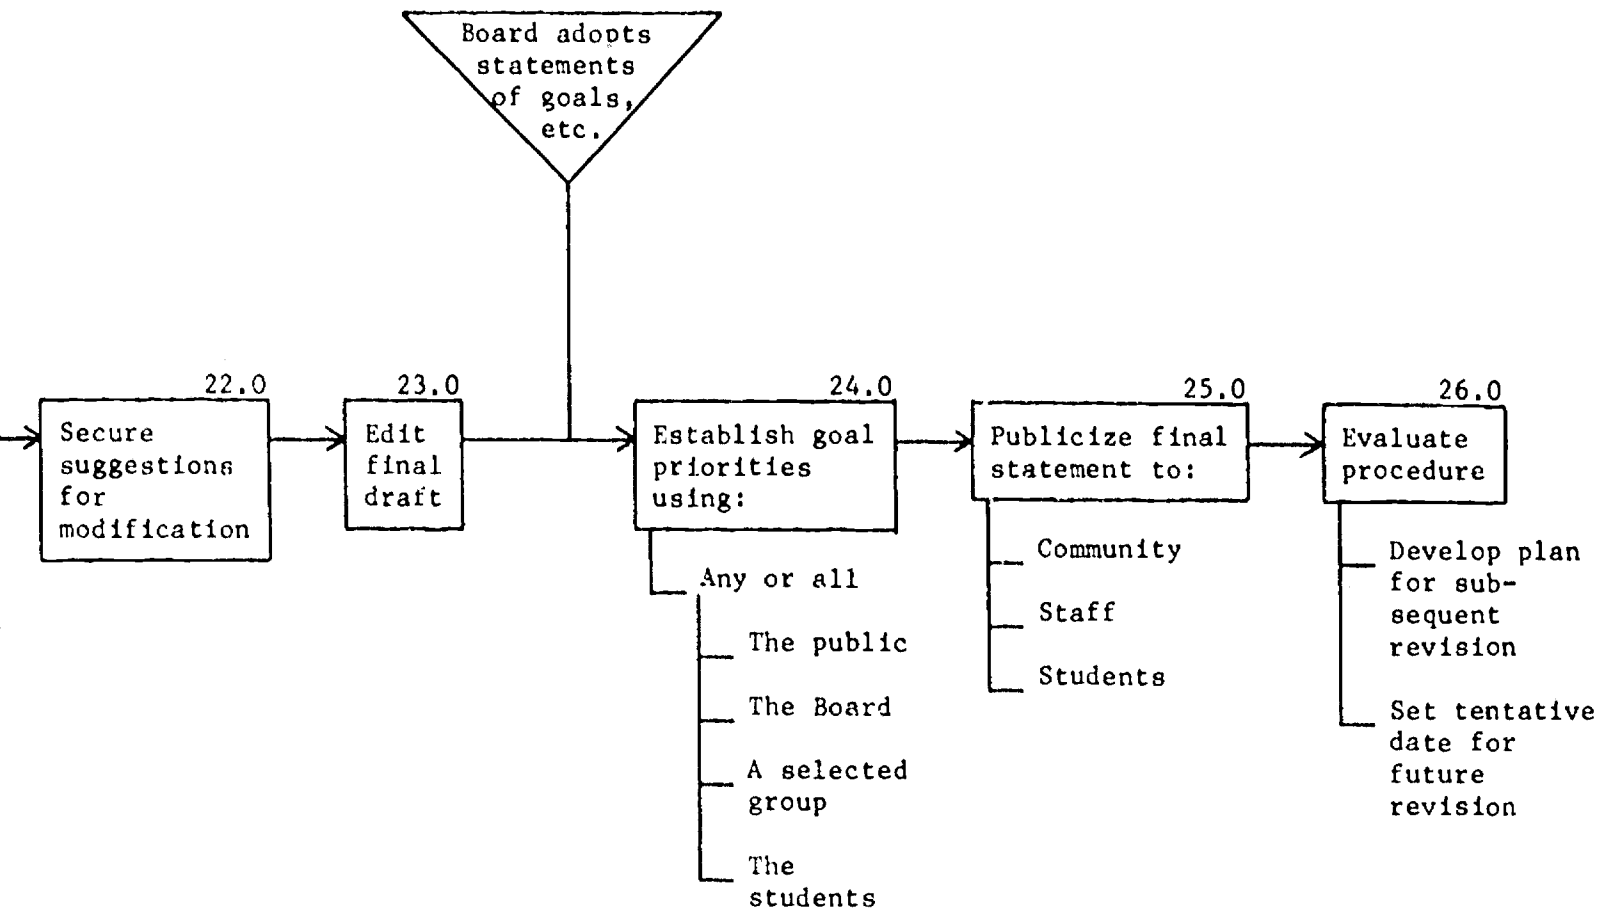 Board adopts
statements
of goals,
etc.
22.0
Secure
suggestions
for
modification
23.0
Edit
final
draft
24.0
Establish goal
priorities
using:
Any or all
The public
The Board
A selected
group
The
students
25.0
Publicize final
statement to:
Community
Staff
Students
26.0
Evaluate
procedure
Develop plan
for sub-
sequent
revision
Set tentative
date for
future
revision